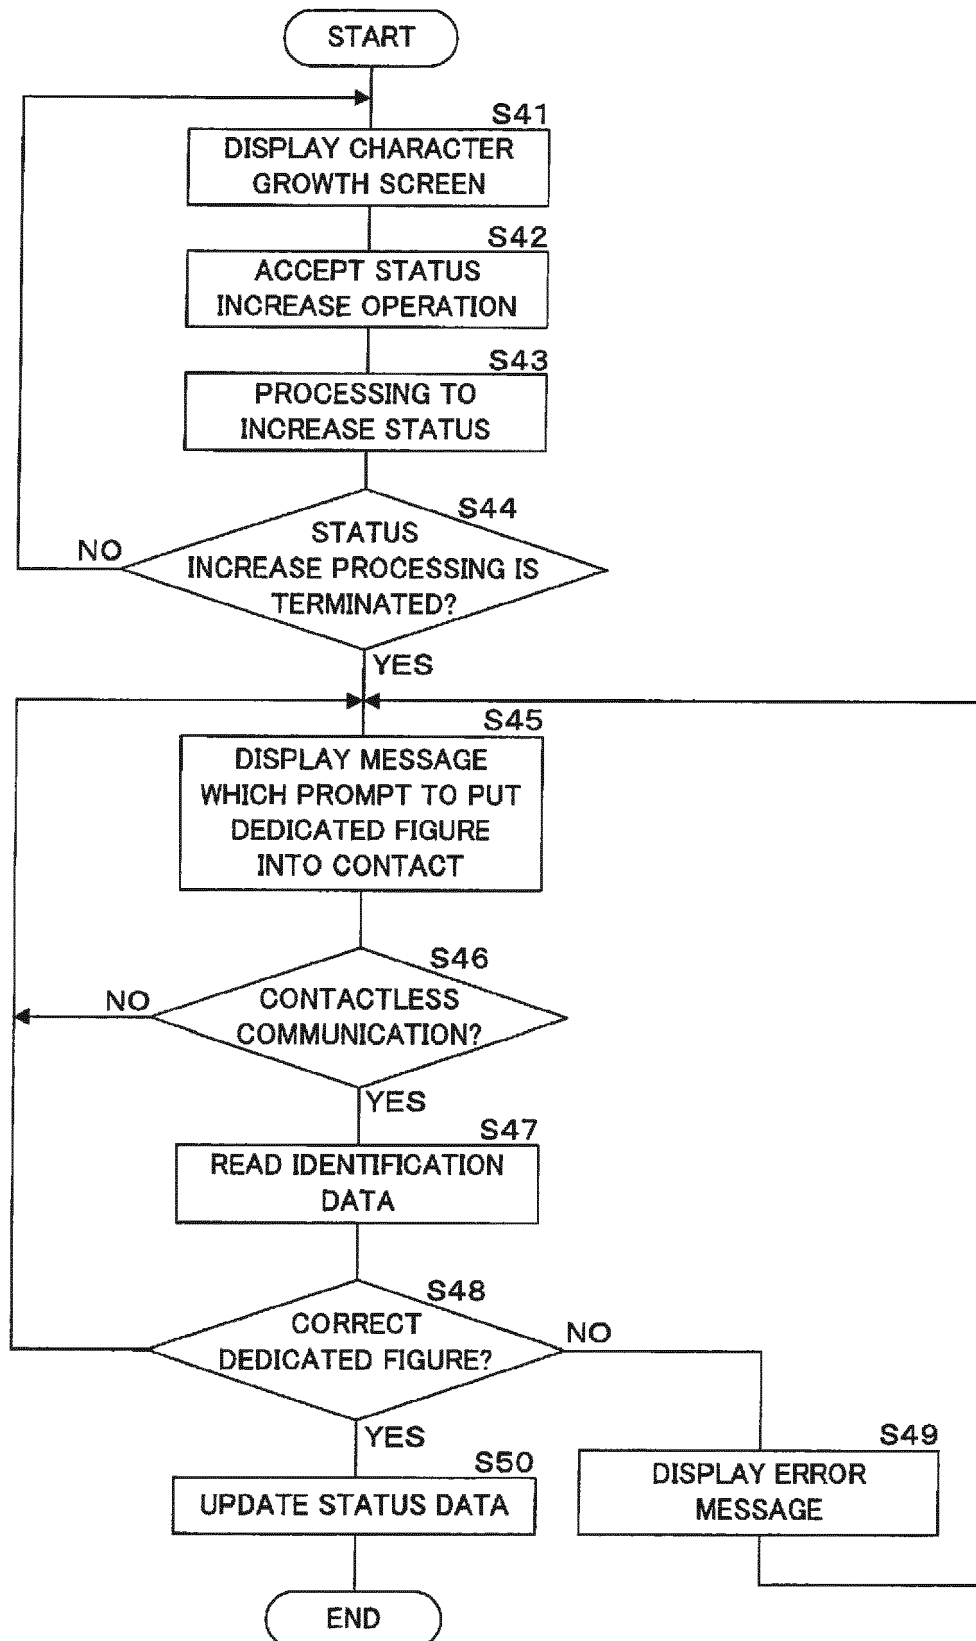 START
S41
DISPLAY CHARACTER
GROWTH SCREEN
S42
ACCEPT STATUS
INCREASE OPERATION
S43
PROCESSING TO
INCREASE STATUS
S44
STATUS
INCREASE PROCESSING IS
TERMINATED?
NO
YES
S45
DISPLAY MESSAGE
WHICH PROMPT TO PUT
DEDICATED FIGURE
INTO CONTACT
S46
CONTACTLESS
COMMUNICATION?
NO
YES
S47
READ IDENTIFICATION
DATA
S48
CORRECT
DEDICATED FIGURE?
NO
YES
S49
DISPLAY ERROR
MESSAGE
S50
UPDATE STATUS DATA
END